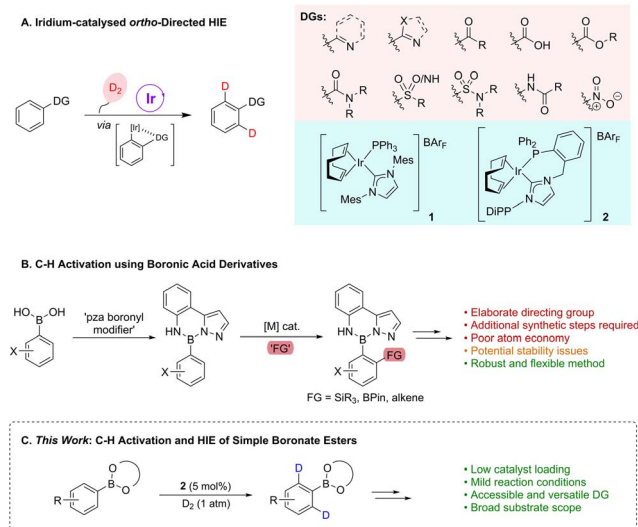 A. Iridium-catalysed ortho-Directed HIE
DG
D2
Ir
via
[Ir]
DG
D
DG
D
DGs:
N
X
N
O
R
O
OH
O
O
R
O
N
R
R
O
O/NH
S
R
O
O
S
N
R
R
H
N
O
R
O
N
O
PPh3
Ir
N
Mes
N
Mes
BArF
1
Ph2
P
Ir
N
N
DiPP
BArF
2
B. C-H Activation using Boronic Acid Derivatives
HO
B
OH
X
'pza boronyl
modifier'
HN
B
N
N
X
[M] cat.
'FG'
HN
B
N
N
FG
X
FG = SiR3, BPin, alkene
• Elaborate directing group
• Additional synthetic steps required
• Poor atom economy
• Potential stability issues
• Robust and flexible method
C. This Work: C-H Activation and HIE of Simple Boronate Esters
O
B
O
R
2 (5 mol%)
D2 (1 atm)
D
O
B
O
R
D
• Low catalyst loading
• Mild reaction conditions
• Accessible and versatile DG
• Broad substrate scope